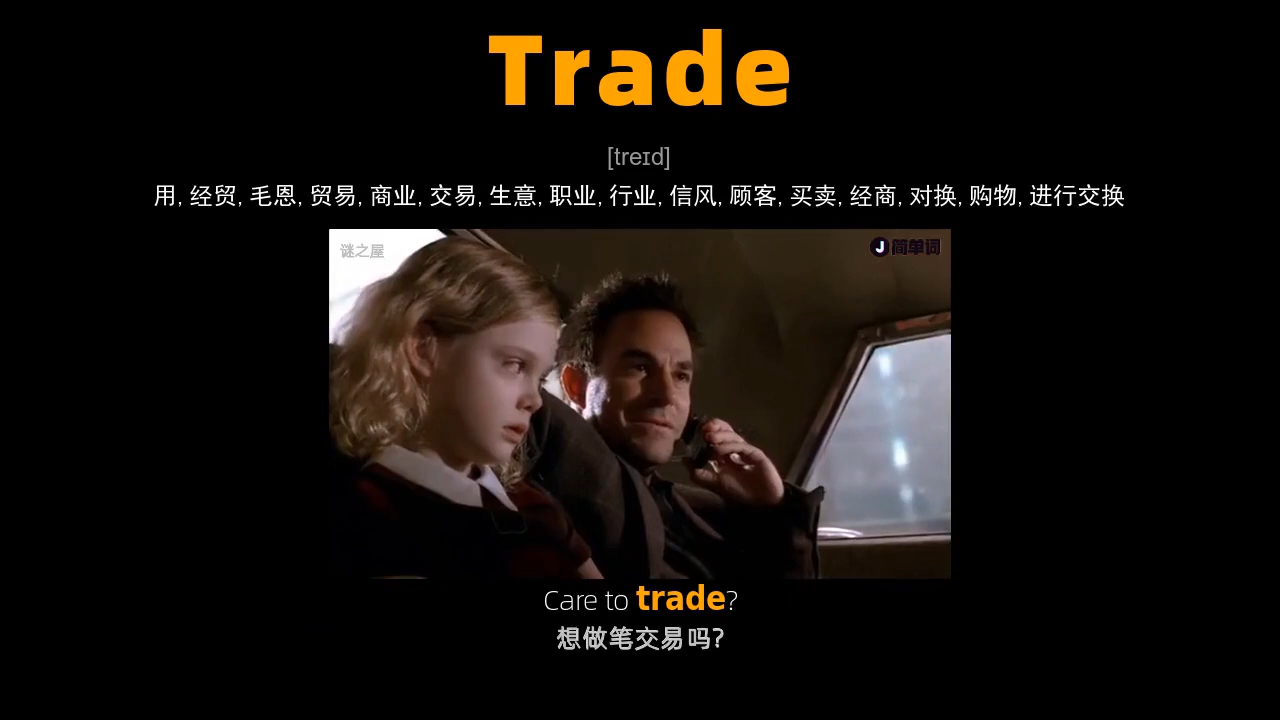 Trade
[treɪd]
用, 经贸, 毛恩, 贸易, 商业, 交易, 生意, 职业, 行业, 信风, 顾客, 买卖, 经商, 对换, 购物, 进行交换
谜之屋
J 简单词
Care to trade?
想做笔交易吗?